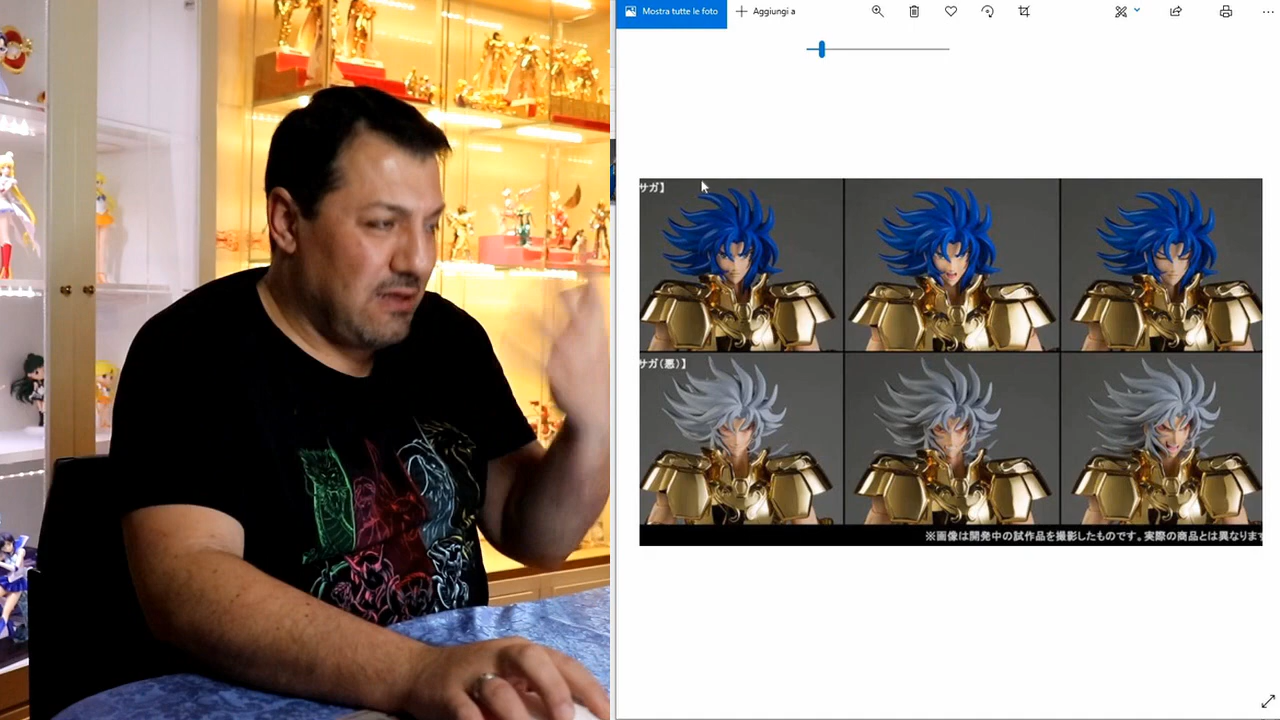 Mostra tutte le foto
Aggiungi a
サガ】
サガ(悪)】
※画像は開発中の試作品を撮影したものです。実際の商品とは異なります